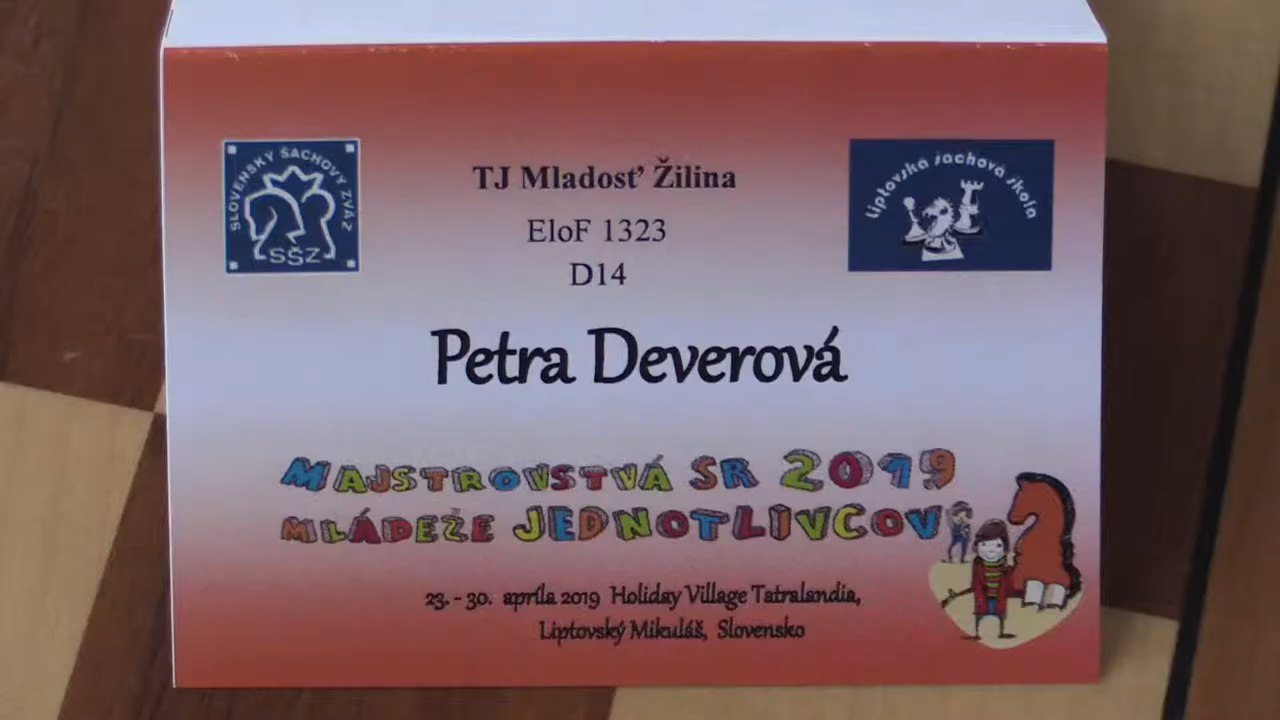 SLOVENSKÝ ŠACHOVÝ ZVÄZ
SŠZ
TJ Mladosť Žilina
EloF 1323
D14
Liptovská šachová škola
Petra Deverová
MAJSTROVSTVÁ SR 2019
MLÁDEŽE JEDNOTLIVCOV
23. - 30. apríla 2019 Holiday Village Tatralandia,
Liptovský Mikuláš, Slovensko